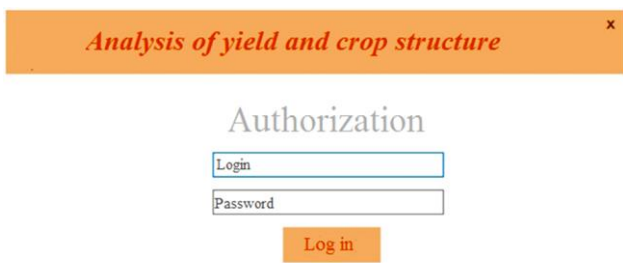 Analysis of yield and crop structure
x
Authorization
Login
Password
Log in